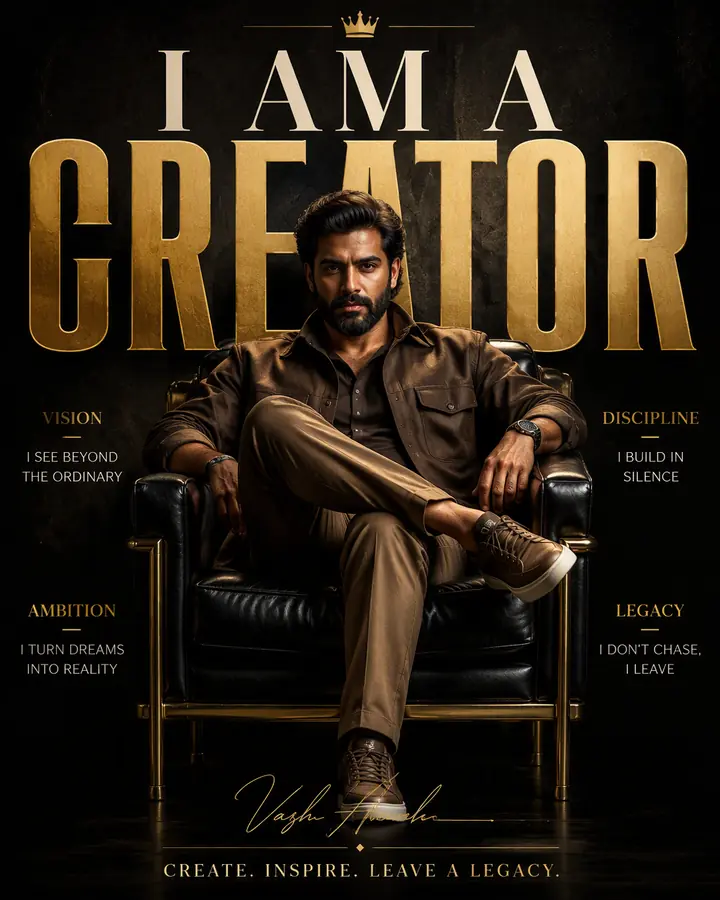 I AM A
CREATOR
VISION
I SEE BEYOND
THE ORDINARY
DISCIPLINE
I BUILD IN
SILENCE
AMBITION
I TURN DREAMS
INTO REALITY
LEGACY
I DON'T CHASE,
I LEAVE
CREATE. INSPIRE. LEAVE A LEGACY.